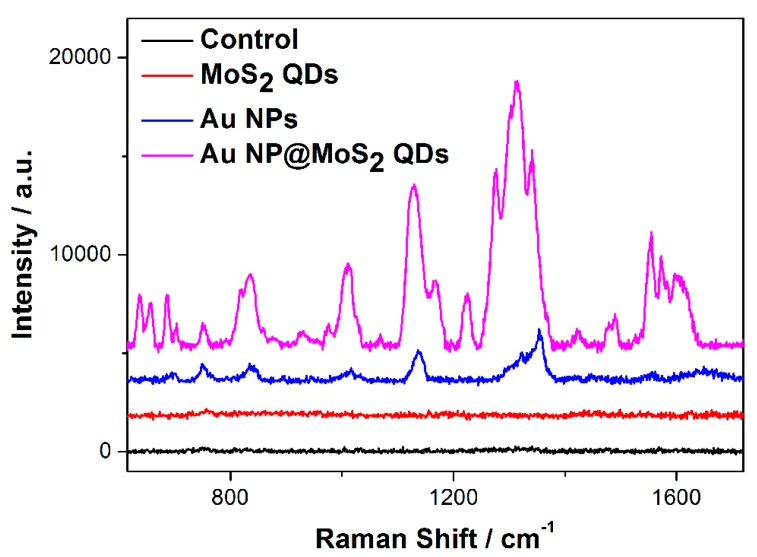 Control
MoS2 QDs
Au NPs
Au NP@MoS2 QDs
20000
10000
0
Intensity / a.u.
800
1200
1600
Raman Shift / cm-1